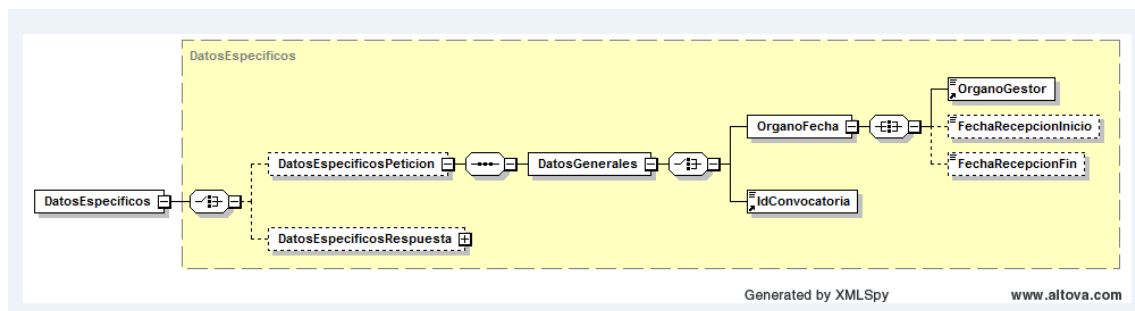 DatosEspecificos
OrganoGestor
OrganoFecha
FechaRecepcionInicio
DatosEspecificosPeticion
DatosGenerales
FechaRecepcionFin
DatosEspecificos
IdConvocatoria
DatosEspecificosRespuesta
Generated by XMLSpy
www.altova.com